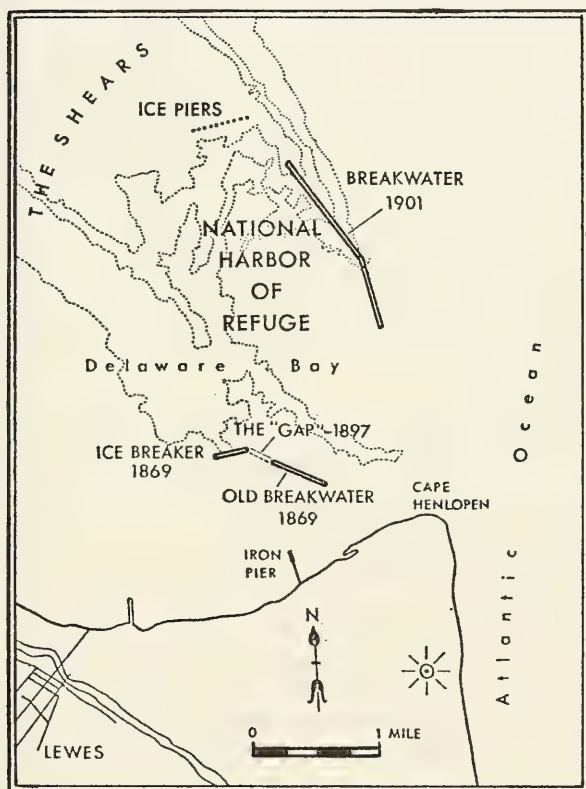 THE SHEARS
ICE PIERS
BREAKWATER
1901
NATIONAL
HARBOR
OF
REFUGE
Delaware Bay
THE "GAP"-1897
ICE BREAKER
1869
OLD BREAKWATER
1869
CAPE
HENLOPEN
Atlantic Ocean
IRON
PIER
N
0 1 MILE
LEWES